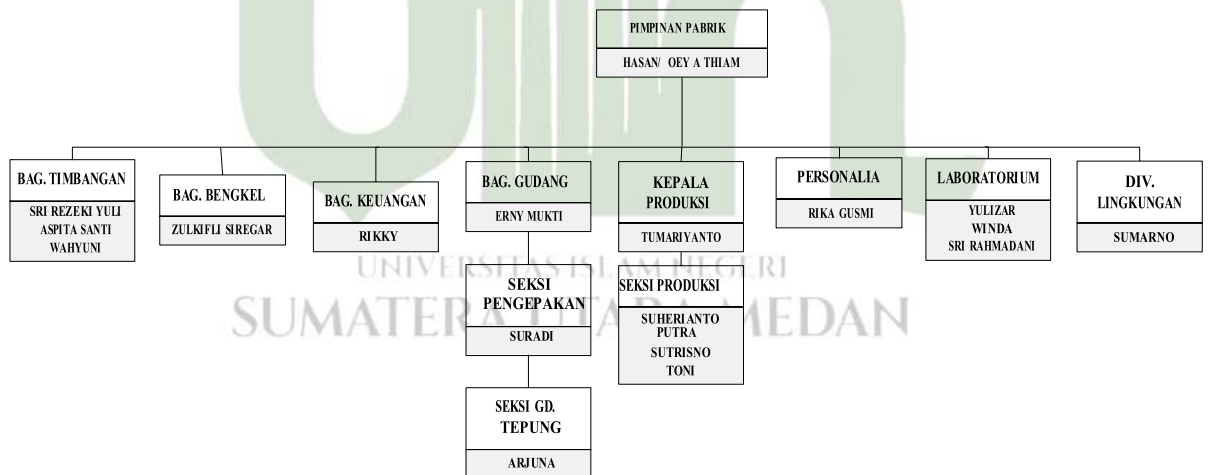 PIMPINAN PABRIK
HASAN/ OEY A THIAM
BAG. TIMBANGAN
SRI REZEKI YULI
ASPITA SANTI
WAHYUNI
BAG. BENGKEL
ZULKIFLI SIREGAR
BAG. KEUANGAN
RIKKY
BAG. GUDANG
ERNY MUKTI
KEPALA
PRODUKSI
TUMARIYANTO
PERSONALIA
RIKA GUSMI
LABORATORIUM
YULIZAR
WINDA
SRI RAHMADANI
DIV.
LINGKUNGAN
SUMARNO
SEKSI
PENGEPAKAN
SURADI
SEKSI PRODUKSI
SUHERIANTO
PUTRA
SUTRISNO
TONI
SEKSI GD.
TEPUNG
ARJUNA
UNIVERSITAS ISLAM NEGERI
SUMATERA UTARA MEDAN